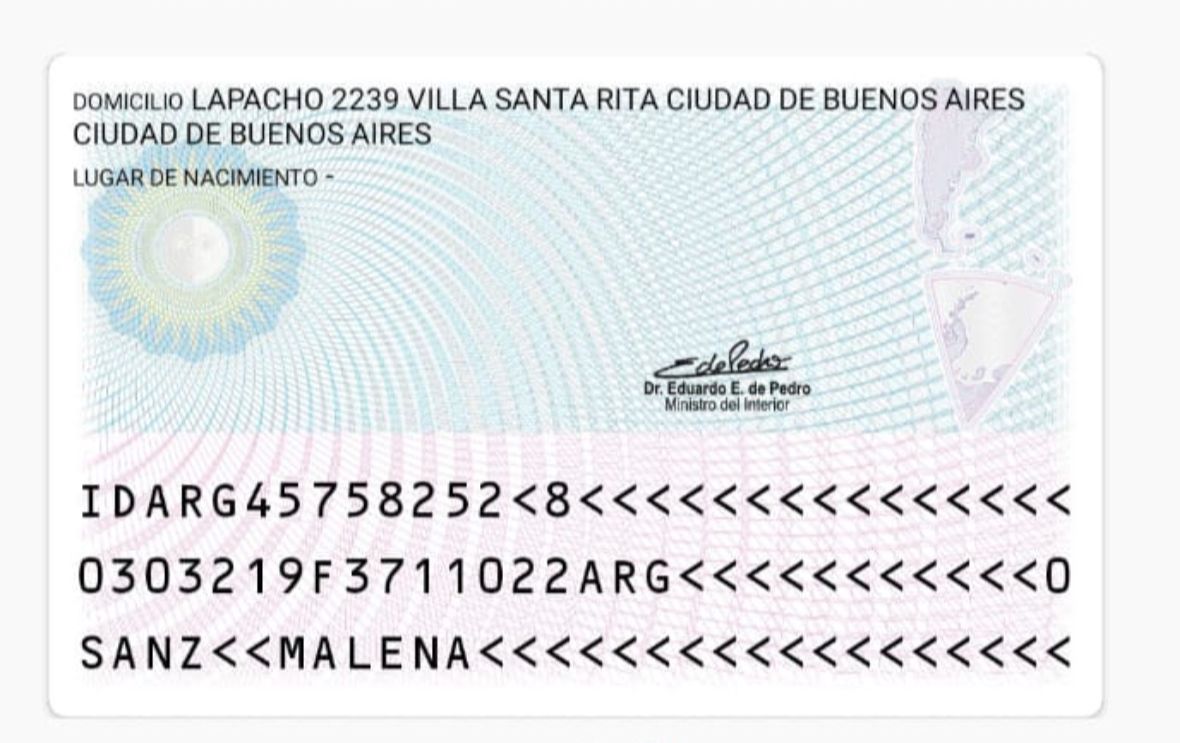 DOMICILIO LAPACHO 2239 VILLA SANTA RITA CIUDAD DE BUENOS AIRES
CIUDAD DE BUENOS AIRES
LUGAR DE NACIMIENTO -
EdePedro
Dr. Eduardo E. de Pedro
Ministro del Interior
IDARG45758252<8<<<<<<<<<<<<<<<
0303219F3711022ARG<<<<<<<<<<<0
SANZ<<MALENA<<<<<<<<<<<<<<<<<<